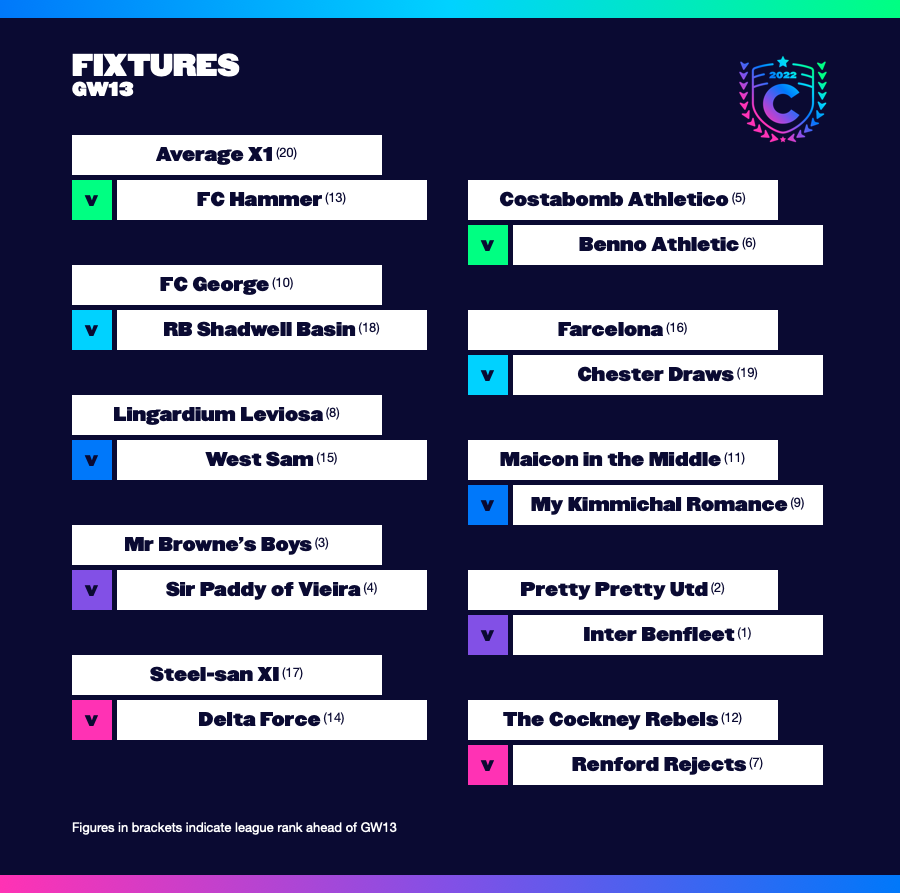 FIXTURES
GW13
2022
C
Average X1 (20)
v FC Hammer (13)
FC George (10)
v RB Shadwell Basin (18)
Lingardium Leviosa (8)
v West Sam (15)
Mr Browne’s Boys (3)
v Sir Paddy of Vieira (4)
Steel-san XI (17)
v Delta Force (14)
Costabomb Athletico (5)
v Benno Athletic (6)
Farcelona (16)
v Chester Draws (19)
Maicon in the Middle (11)
v My Kimmichal Romance (9)
Pretty Pretty Utd (2)
v Inter Benfleet (1)
The Cockney Rebels (12)
v Renford Rejects (7)
Figures in brackets indicate league rank ahead of GW13